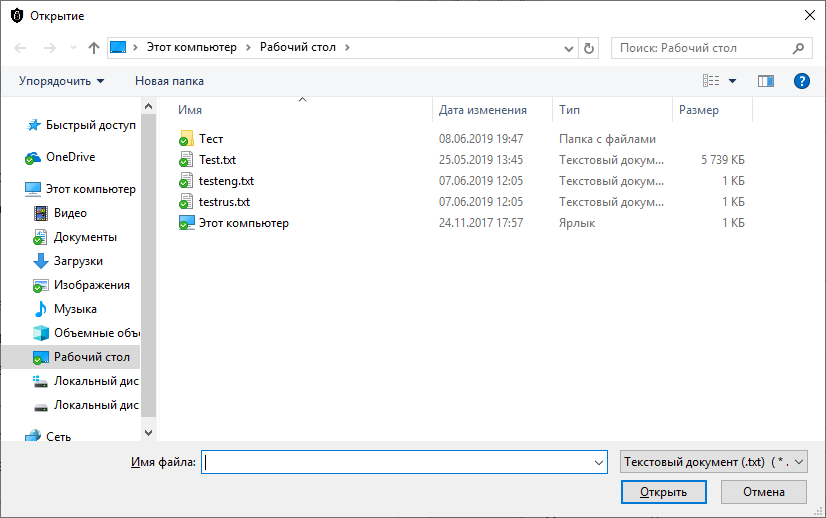 Открытие
Этот компьютер Рабочий стол
Поиск: Рабочий стол
Упорядочить Новая папка
Имя Дата изменения Тип Размер
Быстрый доступ
OneDrive
Этот компьютер
Видео
Документы
Загрузки
Изображения
Музыка
Объемные объ
Рабочий стол
Локальный дис
Локальный дис
Сеть
Тест 08.06.2019 19:47 Папка с файлами
Test.txt 25.05.2019 13:45 Текстовый докум... 5 739 КБ
testeng.txt 07.06.2019 12:05 Текстовый докум... 1 КБ
testrus.txt 07.06.2019 12:05 Текстовый докум... 1 КБ
Этот компьютер 24.11.2017 17:57 Ярлык 1 КБ
Имя файла: Текстовый документ (.txt) ( * .
Открыть Отмена